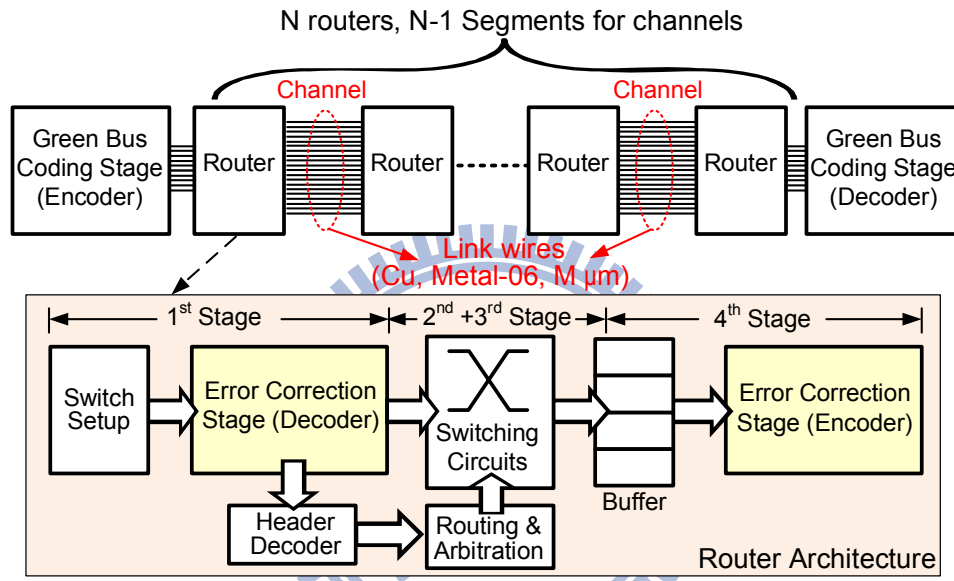 N routers, N-1 Segments for channels
Channel
Channel
Green Bus
Coding Stage
(Encoder)
Router
Router
Router
Router
Green Bus
Coding Stage
(Decoder)
Link wires
(Cu, Metal-06, M µm)
1st Stage
2nd +3rd Stage
4th Stage
Switch
Setup
Error Correction
Stage (Decoder)
Switching
Circuits
Buffer
Error Correction
Stage (Encoder)
Header
Decoder
Routing &
Arbitration
Router Architecture